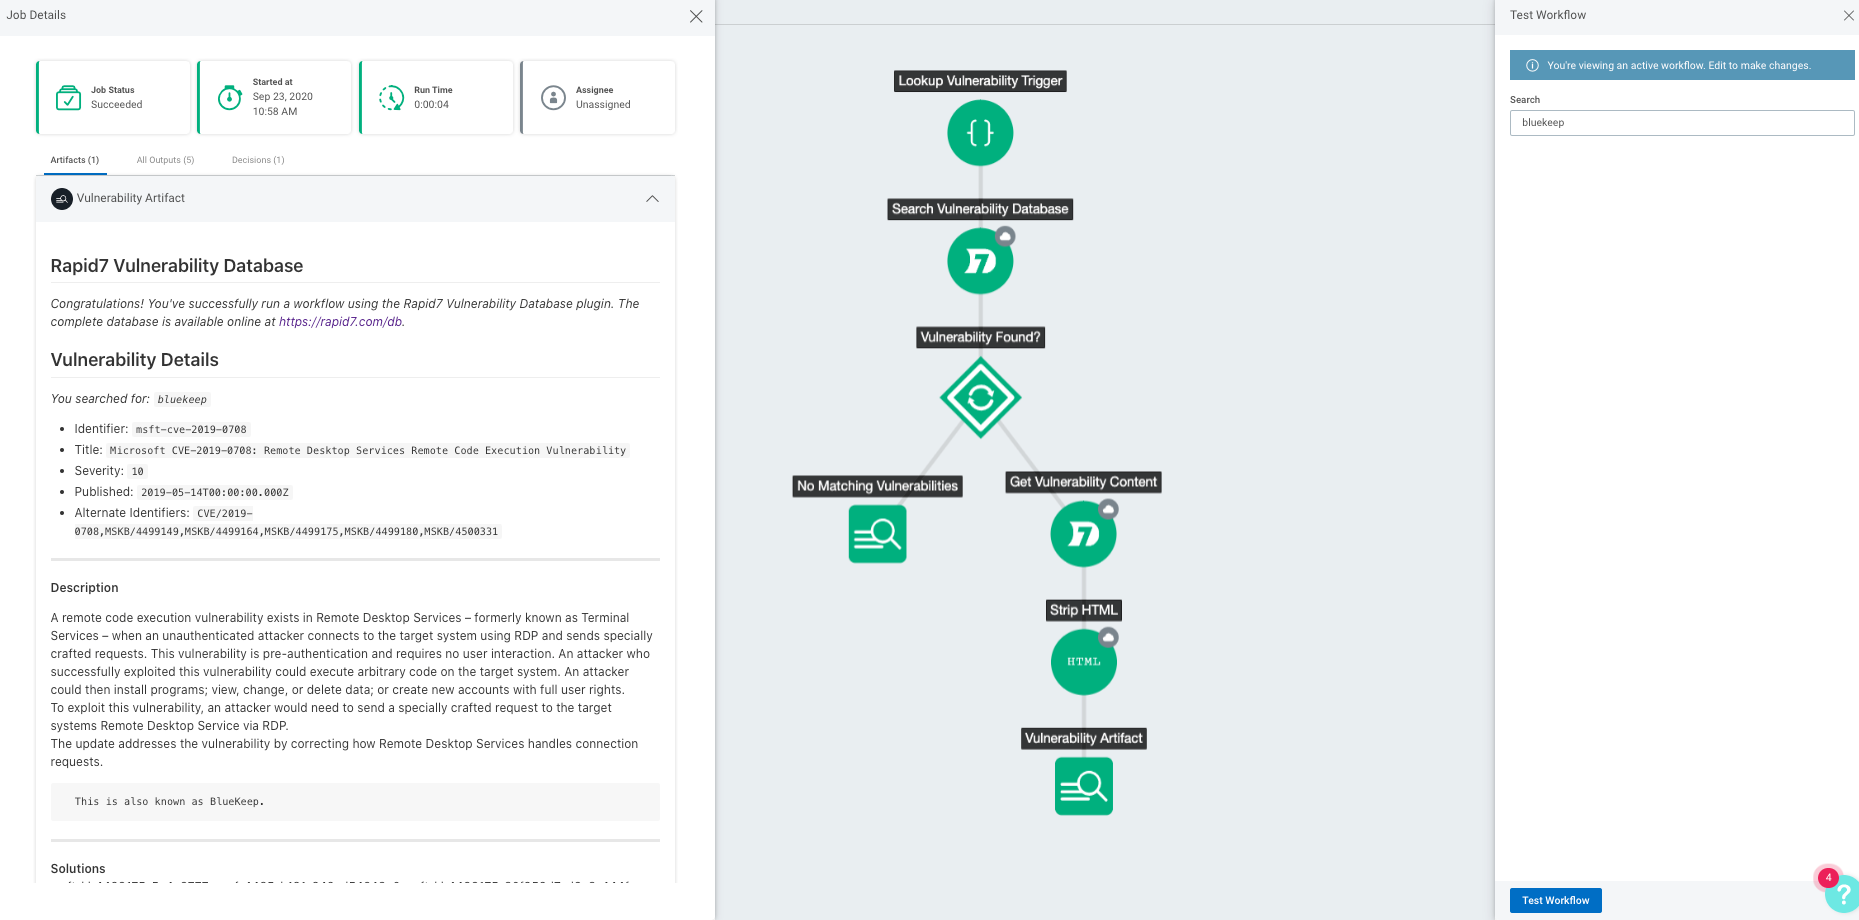 Job Details
Job Status
Succeeded
Started at
Sep 23, 2020
10:58 AM
Run Time
0:00:04
Assignee
Unassigned
Artifacts (1)
All Outputs (5)
Decisions (1)
Vulnerability Artifact
Rapid7 Vulnerability Database
Congratulations! You've successfully run a workflow using the Rapid7 Vulnerability Database plugin. The
complete database is available online at https://rapid7.com/db.
Vulnerability Details
You searched for: bluekeep
Identifier: msft-cve-2019-0708
Title: Microsoft CVE-2019-0708: Remote Desktop Services Remote Code Execution Vulnerability
Severity: 10
Published: 2019-05-14T00:00:00.000Z
Alternate Identifiers: CVE/2019-
0708,MSKB/4499149,MSKB/4499164,MSKB/4499175,MSKB/4499180,MSKB/4500331
Description
A remote code execution vulnerability exists in Remote Desktop Services – formerly known as Terminal
Services – when an unauthenticated attacker connects to the target system using RDP and sends specially
crafted requests. This vulnerability is pre-authentication and requires no user interaction. An attacker who
successfully exploited this vulnerability could execute arbitrary code on the target system. An attacker
could then install programs; view, change, or delete data; or create new accounts with full user rights.
To exploit this vulnerability, an attacker would need to send a specially crafted request to the target
systems Remote Desktop Service via RDP.
The update addresses the vulnerability by correcting how Remote Desktop Services handles connection
requests.
This is also known as BlueKeep.
Solutions
Lookup Vulnerability Trigger
{ }
Search Vulnerability Database
Vulnerability Found?
No Matching Vulnerabilities
Get Vulnerability Content
Strip HTML
HTML
Vulnerability Artifact
Test Workflow
You're viewing an active workflow. Edit to make changes.
Search
bluekeep
4
?
Test Workflow